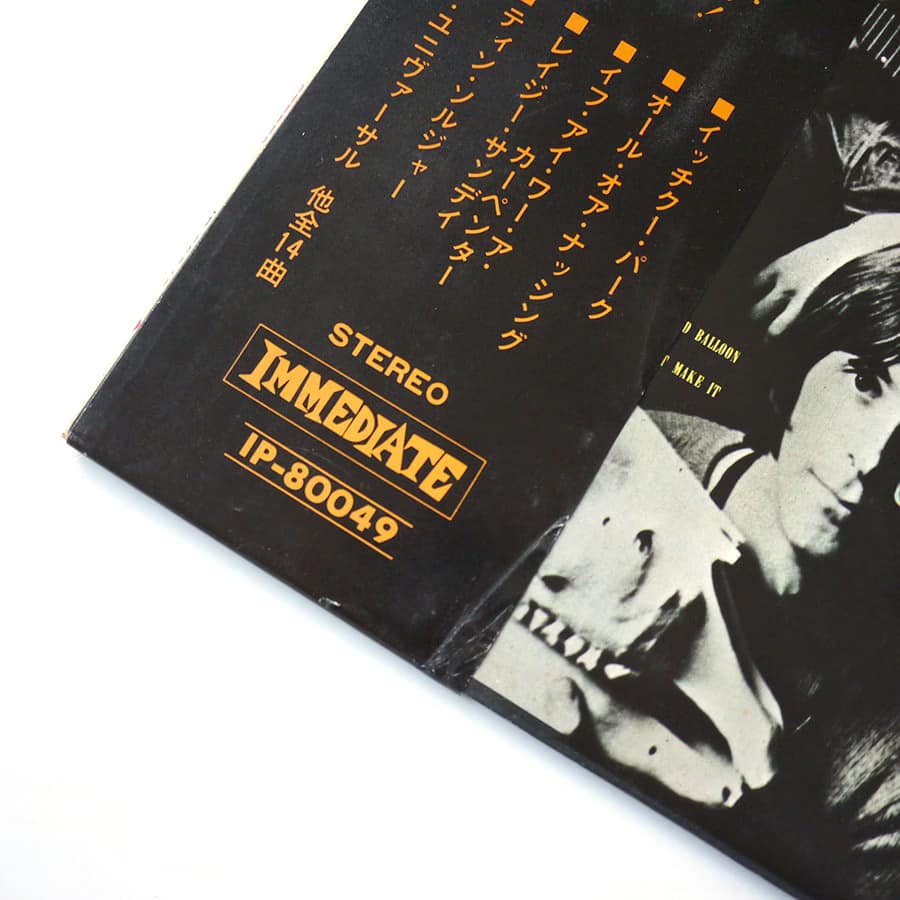 ■イッチクー・パーク
■オール・オア・ナッシング
■イフ・アイ・ワー・ア・
カーペンター
■レイジー・サンデイ
ティン・ソルジャー
・ユニヴァーサル 他全14曲
STEREO
IMMEDIATE
IP-80049
BALLOON
MAKE IT